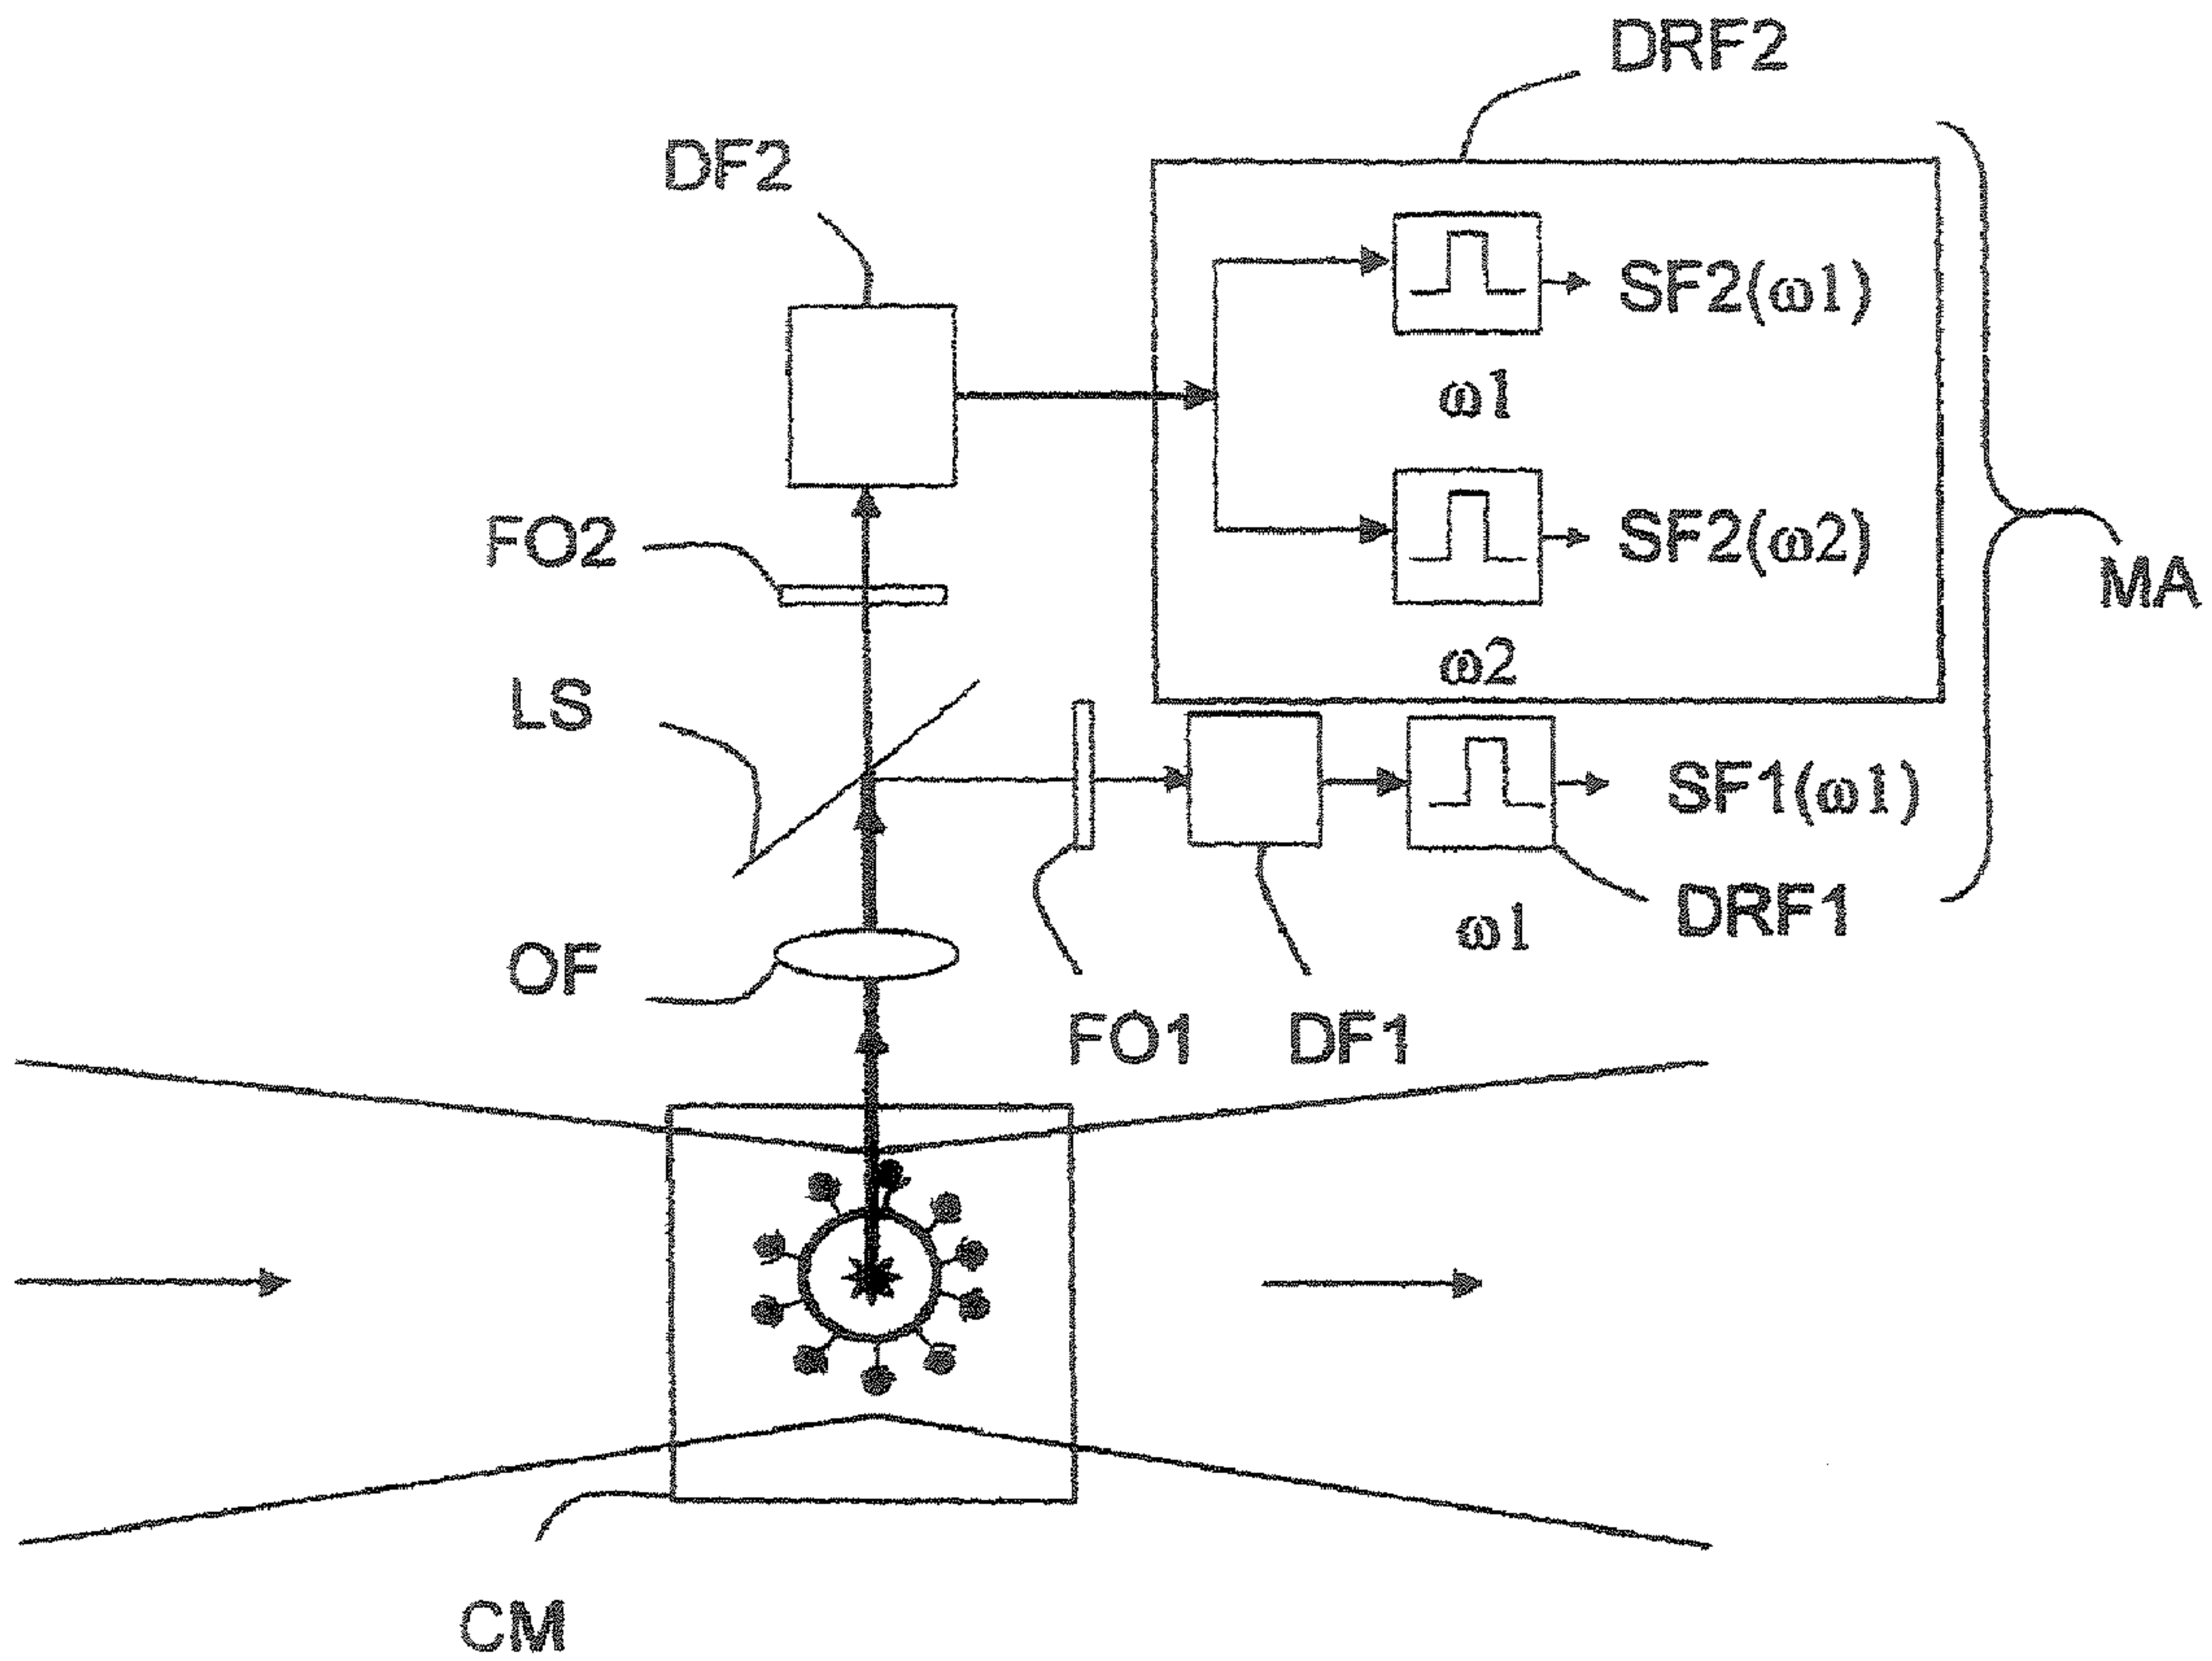 DRF2
DF2
SF2(ω1)
ω1
FO2
SF2(ω2)
MA
ω2
LS
SF1(ω1)
DRF1
ω1
OF
FO1
DF1
CM